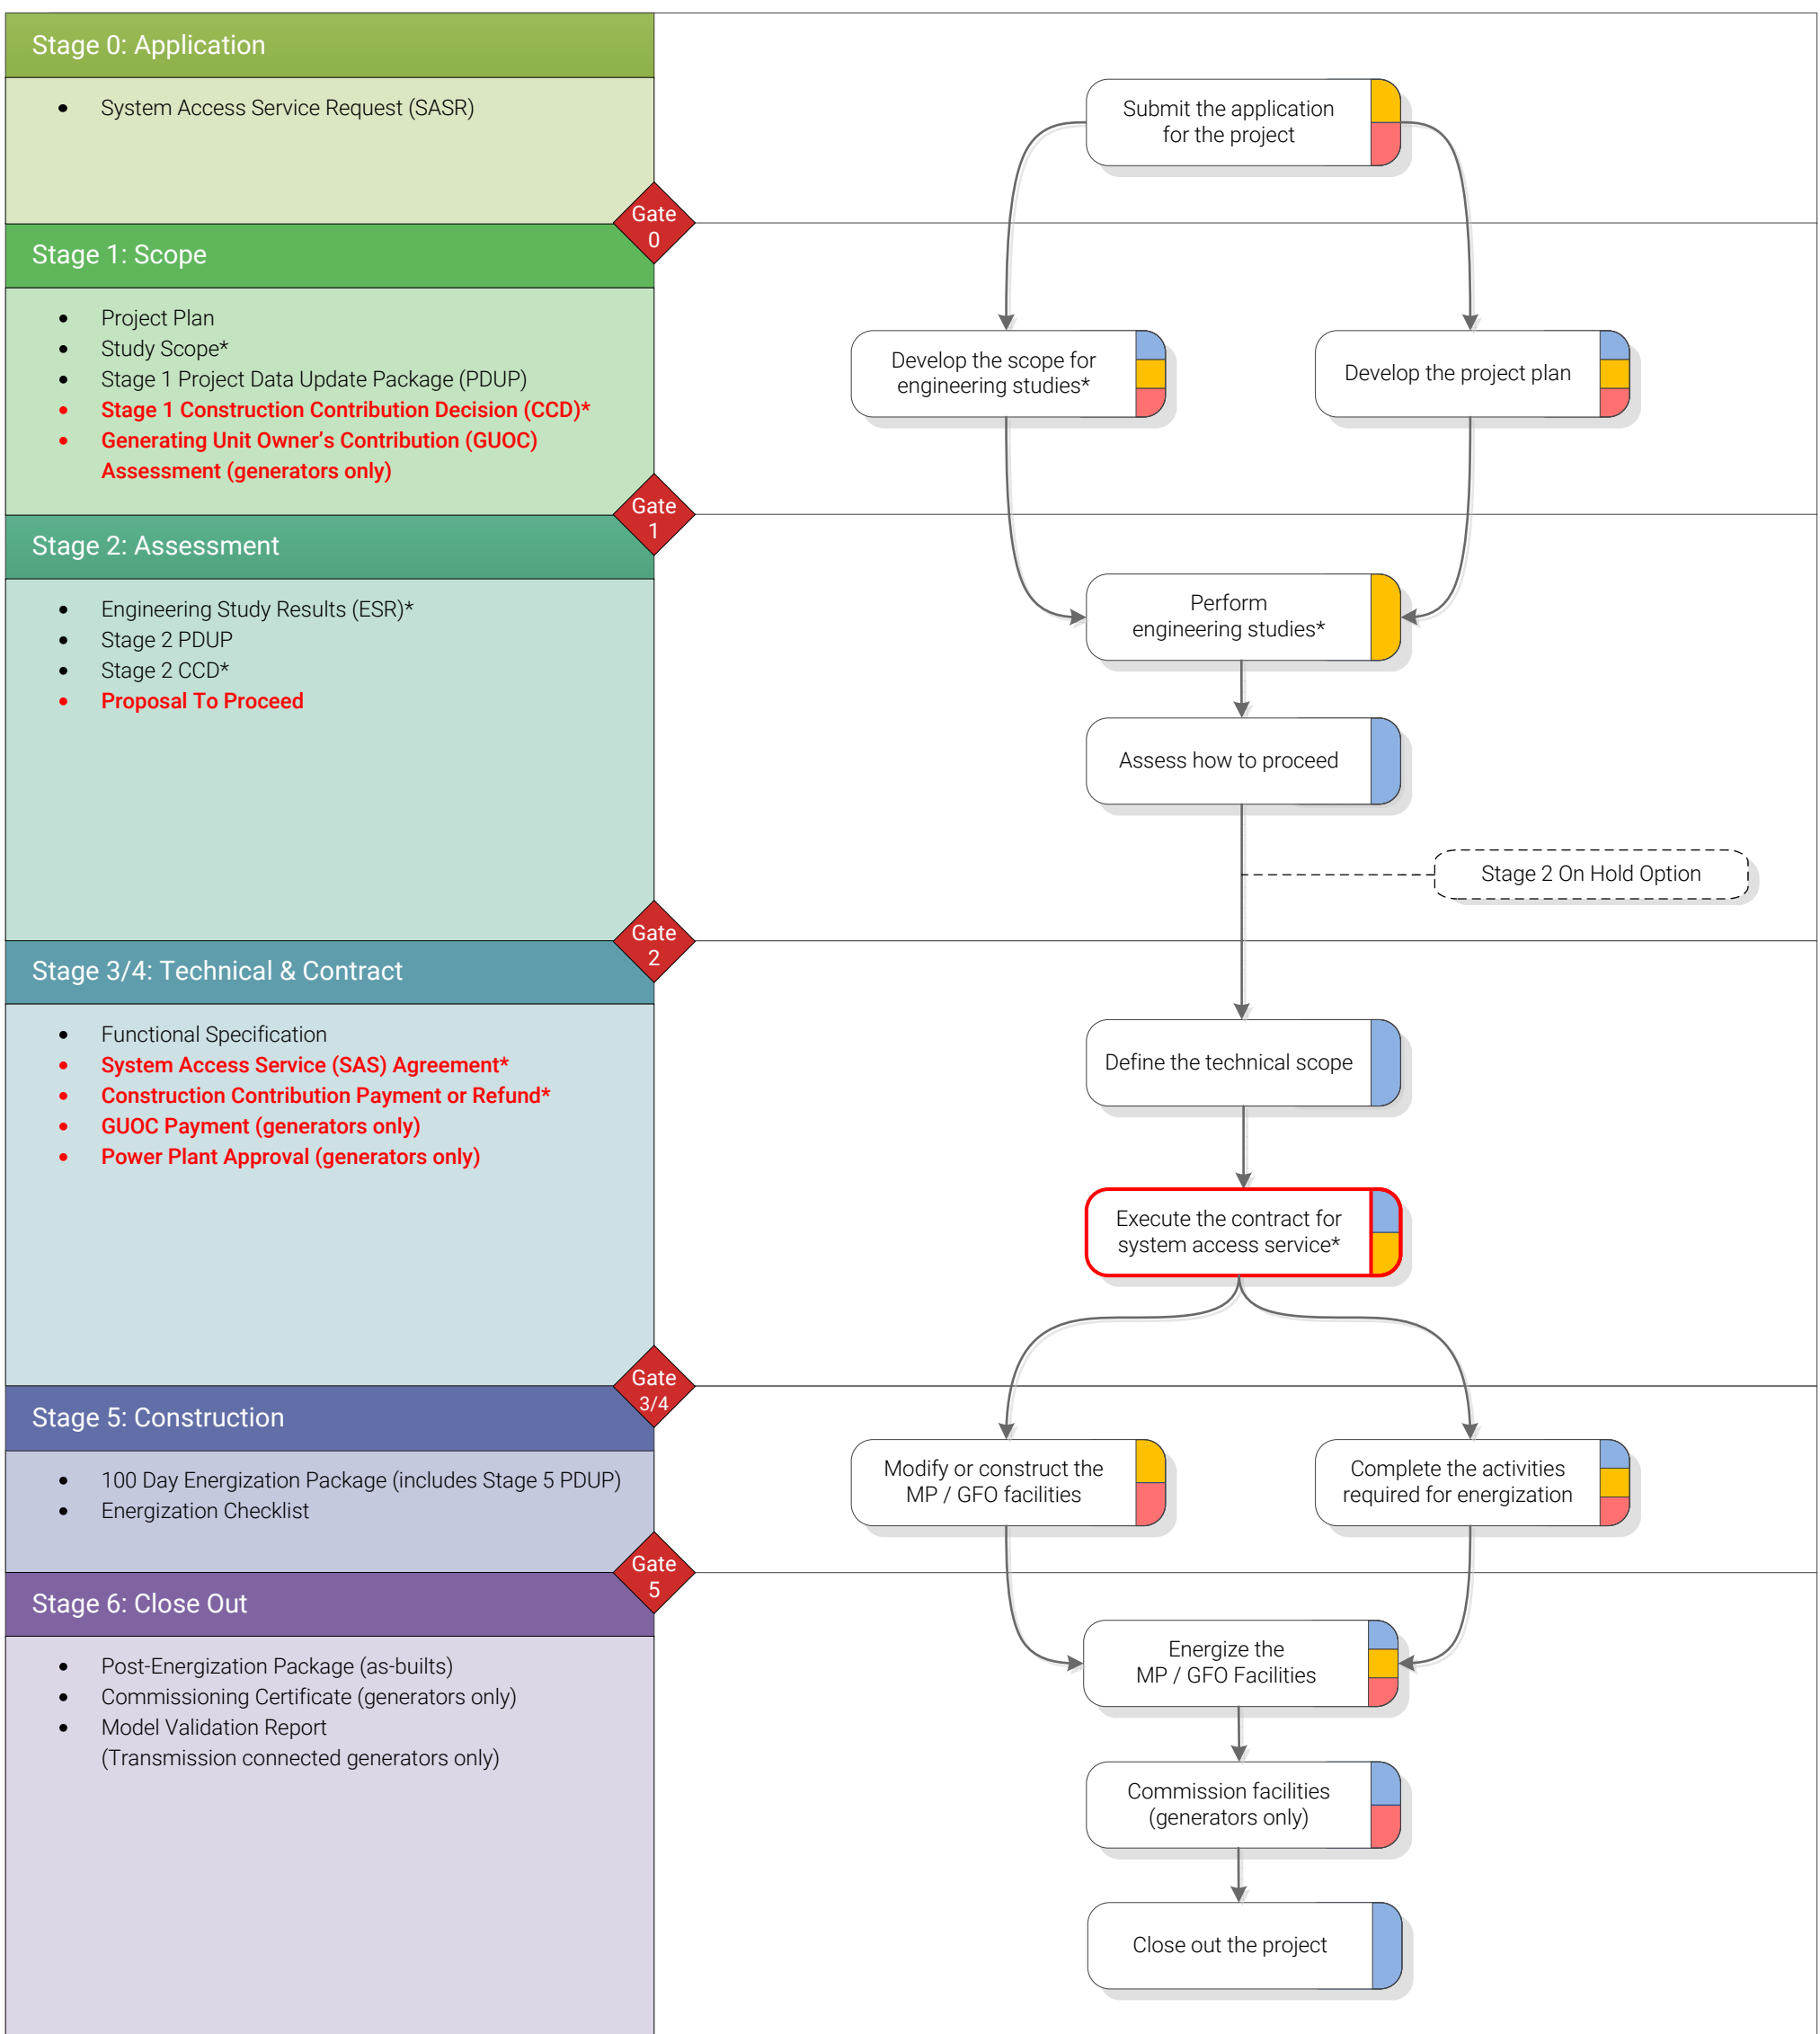 Stage 0: Application
• System Access Service Request (SASR)
Submit the application
for the project
Gate
0
Stage 1: Scope
• Project Plan
• Study Scope*
• Stage 1 Project Data Update Package (PDUP)
• Stage 1 Construction Contribution Decision (CCD)*
• Generating Unit Owner's Contribution (GUOC)
Assessment (generators only)
Develop the scope for
engineering studies*
Develop the project plan
Gate
1
Stage 2: Assessment
• Engineering Study Results (ESR)*
• Stage 2 PDUP
• Stage 2 CCD*
• Proposal To Proceed
Perform
engineering studies*
Assess how to proceed
Stage 2 On Hold Option
Gate
2
Stage 3/4: Technical & Contract
• Functional Specification
• System Access Service (SAS) Agreement*
• Construction Contribution Payment or Refund*
• GUOC Payment (generators only)
• Power Plant Approval (generators only)
Define the technical scope
Execute the contract for
system access service*
Gate
3/4
Stage 5: Construction
• 100 Day Energization Package (includes Stage 5 PDUP)
• Energization Checklist
Modify or construct the
MP / GFO facilities
Complete the activities
required for energization
Gate
5
Stage 6: Close Out
• Post-Energization Package (as-builts)
• Commissioning Certificate (generators only)
• Model Validation Report
(Transmission connected generators only)
Energize the
MP / GFO Facilities
Commission facilities
(generators only)
Close out the project